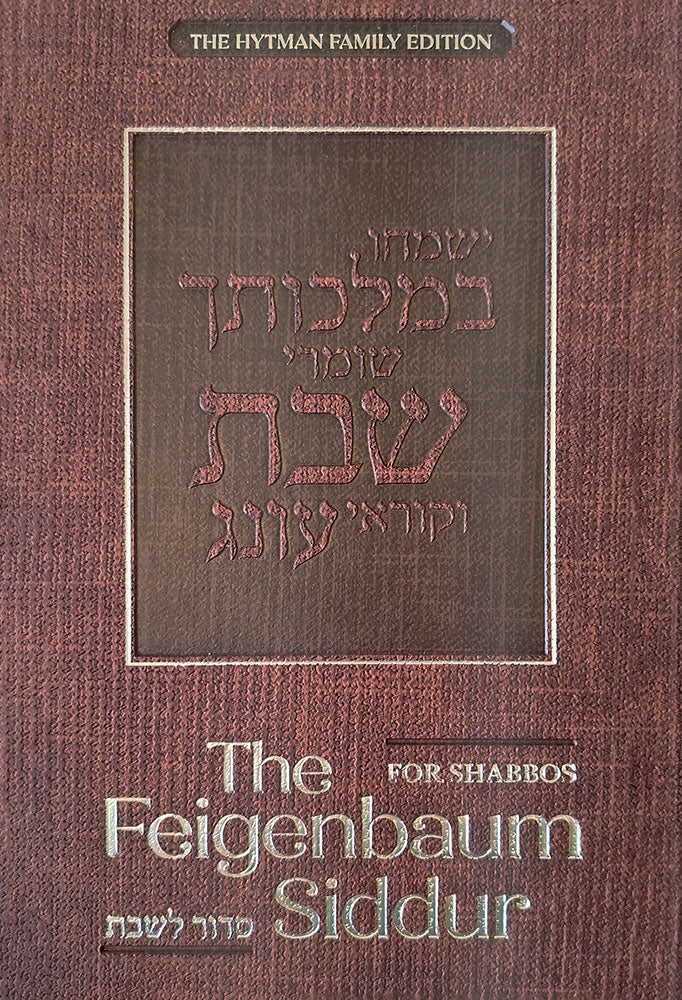 THE HYTMAN FAMILY EDITION
ישמחו
במלכותך
שומרי
שבת
וקוראי עונג
The
FOR SHABBOS
Feigenbaum
Siddur
סדור לשבת